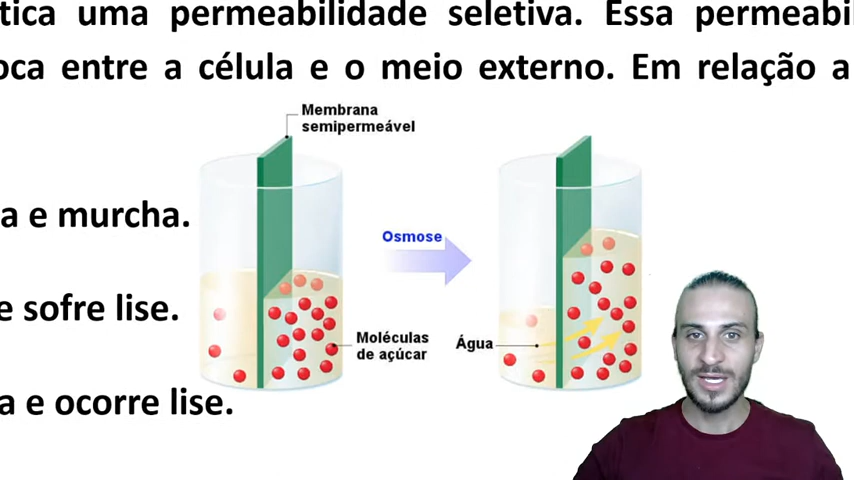 tica uma permeabilidade seletiva. Essa permeabil
oca entre a célula e o meio externo. Em relação a
Membrana
semipermeável
a e murcha.
Osmose
e sofre lise.
Moléculas
de açúcar
Água
a e ocorre lise.